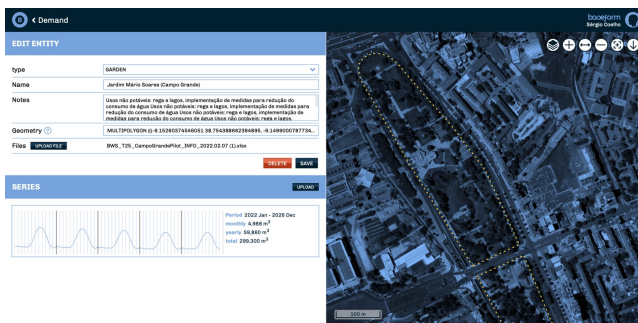 < Demand
baseform
Sérgio Coelho
EDIT ENTITY
type
GARDEN
Name
Jardim Mário Soares (Campo Grande)
Notes
Usos não potáveis: rega e lagos, implementação de medidas para redução do
consumo de água Usos não potáveis: rega e lagos, implementação de medidas para
redução do consumo de água Usos não potáveis: rega e lagos, implementação de
medidas para redução do consumo de água Usos não potáveis: rega e lagos,
Geometry ?
MULTIPOLYGON (((-9.15260374546051 38.754388662394895, -9.1499000787734...
Files UPLOAD FILE
BWS_T25_CampoGrandePilot_INFO_2022.02.07 (1).xlsx
DELETE SAVE
SERIES
UPLOAD
Period 2022 Jan - 2026 Dec
monthly 4,988 m³
yearly 59,860 m³
total 299,300 m³
100 m